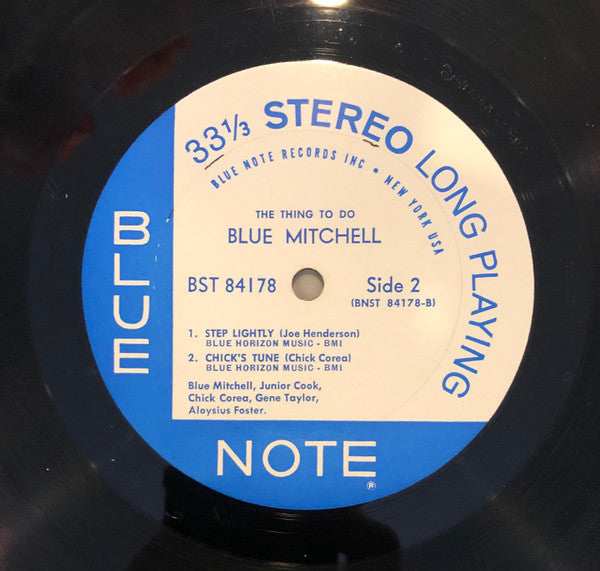 33⅓ STEREO LONG PLAYING
BLUE NOTE RECORDS INC • NEW YORK USA
THE THING TO DO
BLUE MITCHELL
BST 84178
Side 2
(BNST 84178-B)
1. STEP LIGHTLY (Joe Henderson)
BLUE HORIZON MUSIC - BMI
2. CHICK'S TUNE (Chick Corea)
BLUE HORIZON MUSIC - BMI
Blue Mitchell, Junior Cook,
Chick Corea, Gene Taylor,
Aloysius Foster.
BLUE
NOTE
®